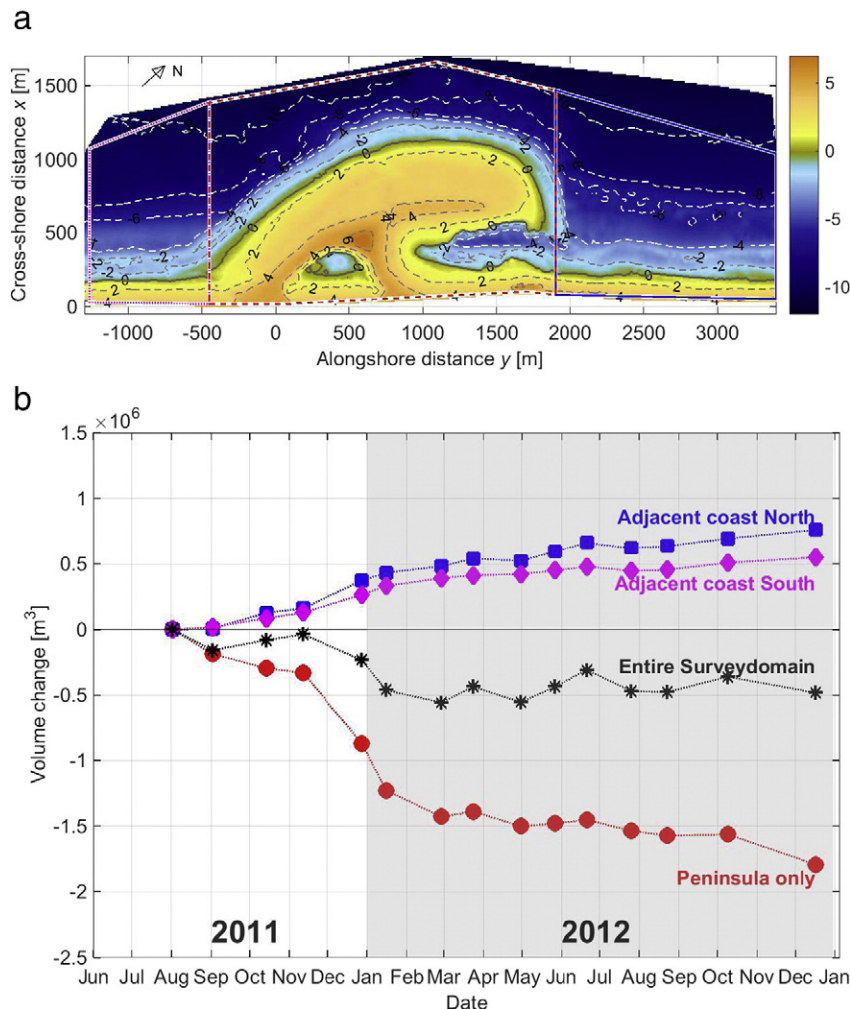 a
N
1500
1000
500
0
Cross-shore distance x [m]
-1000 -500 0 500 1000 1500 2000 2500 3000
Alongshore distance y [m]
5
0
-5
-10
b
×10⁶
1.5
1
0.5
0
-0.5
-1
-1.5
-2
-2.5
Volume change [m³]
Adjacent coast North
Adjacent coast South
Entire Surveydomain
Peninsula only
2011 2012
Jun Jul Aug Sep Oct Nov Dec Jan Feb Mar Apr May Jun Jul Aug Sep Oct Nov Dec Jan
Date